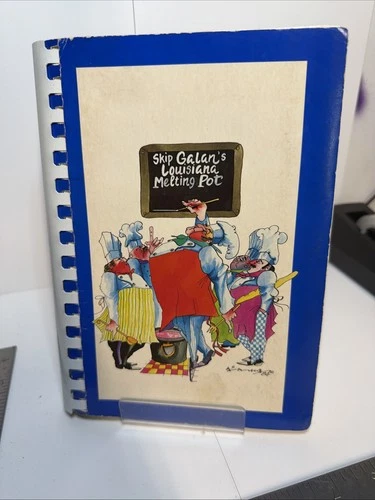 Skip Galan's
Louisiana
Melting Pot